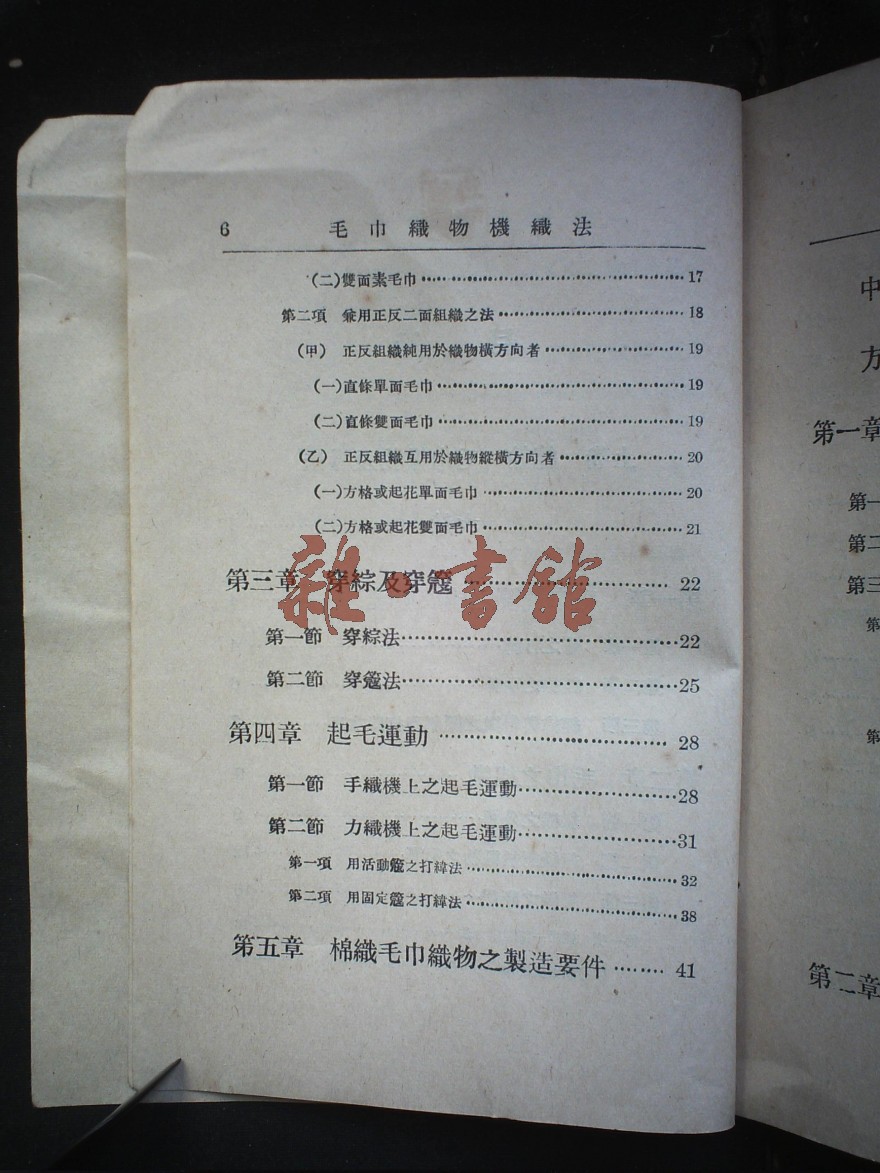 6 毛巾織物機織法
(二)雙面素毛巾 17
第二項 兼用正反二面組織之法 18
(甲) 正反組織純用於織物橫方向者 19
(一)直條單面毛巾 19
(二)直條雙面毛巾 19
(乙) 正反組織互用於織物縱橫方向者 20
(一)方格或起花單面毛巾 20
(二)方格或起花雙面毛巾 21
第三章 穿綜及穿簆 22
第一節 穿綜法 22
第二節 穿簆法 25
第四章 起毛運動 28
第一節 手織機上之起毛運動 28
第二節 力織機上之起毛運動 31
第一項 用活動簆之打緯法 32
第二項 用固定簆之打緯法 38
第五章 棉織毛巾織物之製造要件 41
雜·書館
中
方
第一章
第一
第二
第三
第
第
第二章